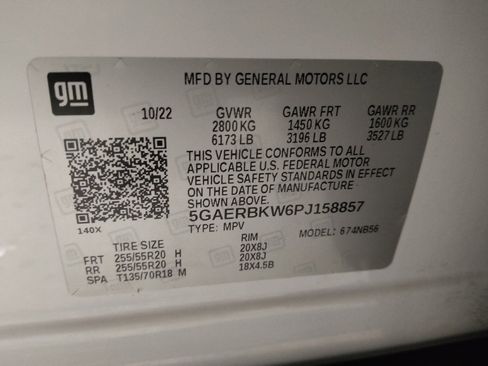 gm
MFD BY GENERAL MOTORS LLC
10/22 GVWR GAWR FRT GAWR RR
2800 KG 1450 KG 1600 KG
6173 LB 3196 LB 3527 LB
THIS VEHICLE CONFORMS TO ALL
APPLICABLE U.S. FEDERAL MOTOR
VEHICLE SAFETY STANDARDS IN EFFECT
ON THE DATE OF MANUFACTURE
SHOWN ABOVE.
5GAERBKW6PJ158857
140X TYPE: MPV MODEL: 674NB56
TIRE SIZE RIM
FRT 255/55R20 H 20X8J
RR 255/55R20 H 20X8J
SPA T135/70R18 M 18X4.5B